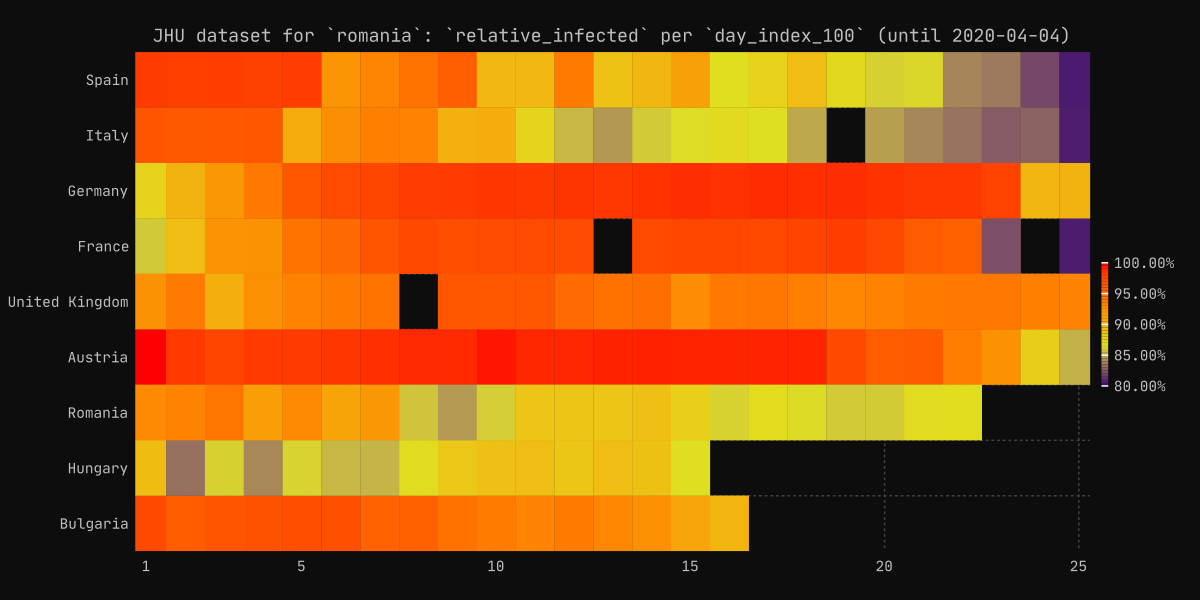 JHU dataset for `romania`: `relative_infected` per `day_index_100` (until 2020-04-04)
Spain
Italy
Germany
France
United Kingdom
Austria
Romania
Hungary
Bulgaria
1 5 10 15 20 25
100.00%
95.00%
90.00%
85.00%
80.00%